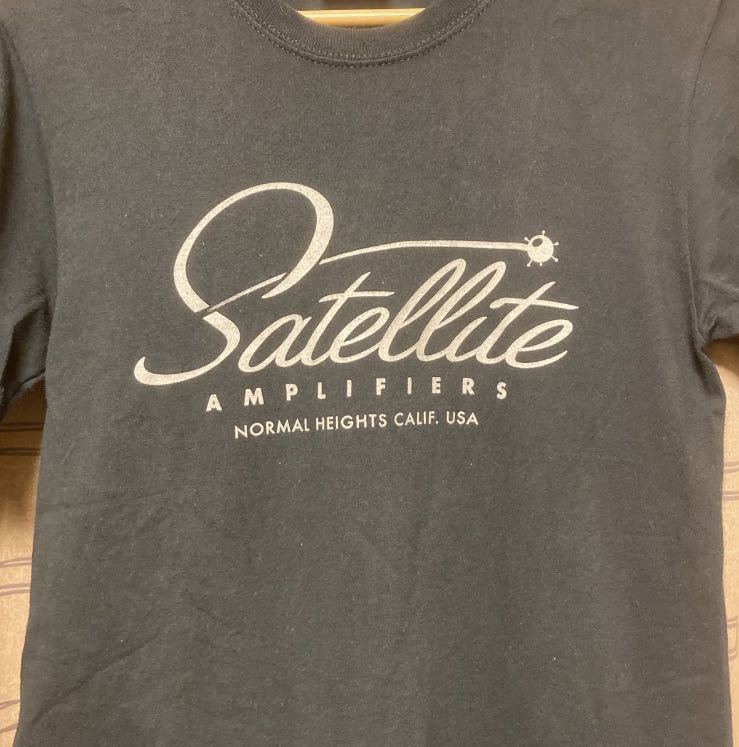 Satellite
AMPLIFIERS
NORMAL HEIGHTS CALIF. USA